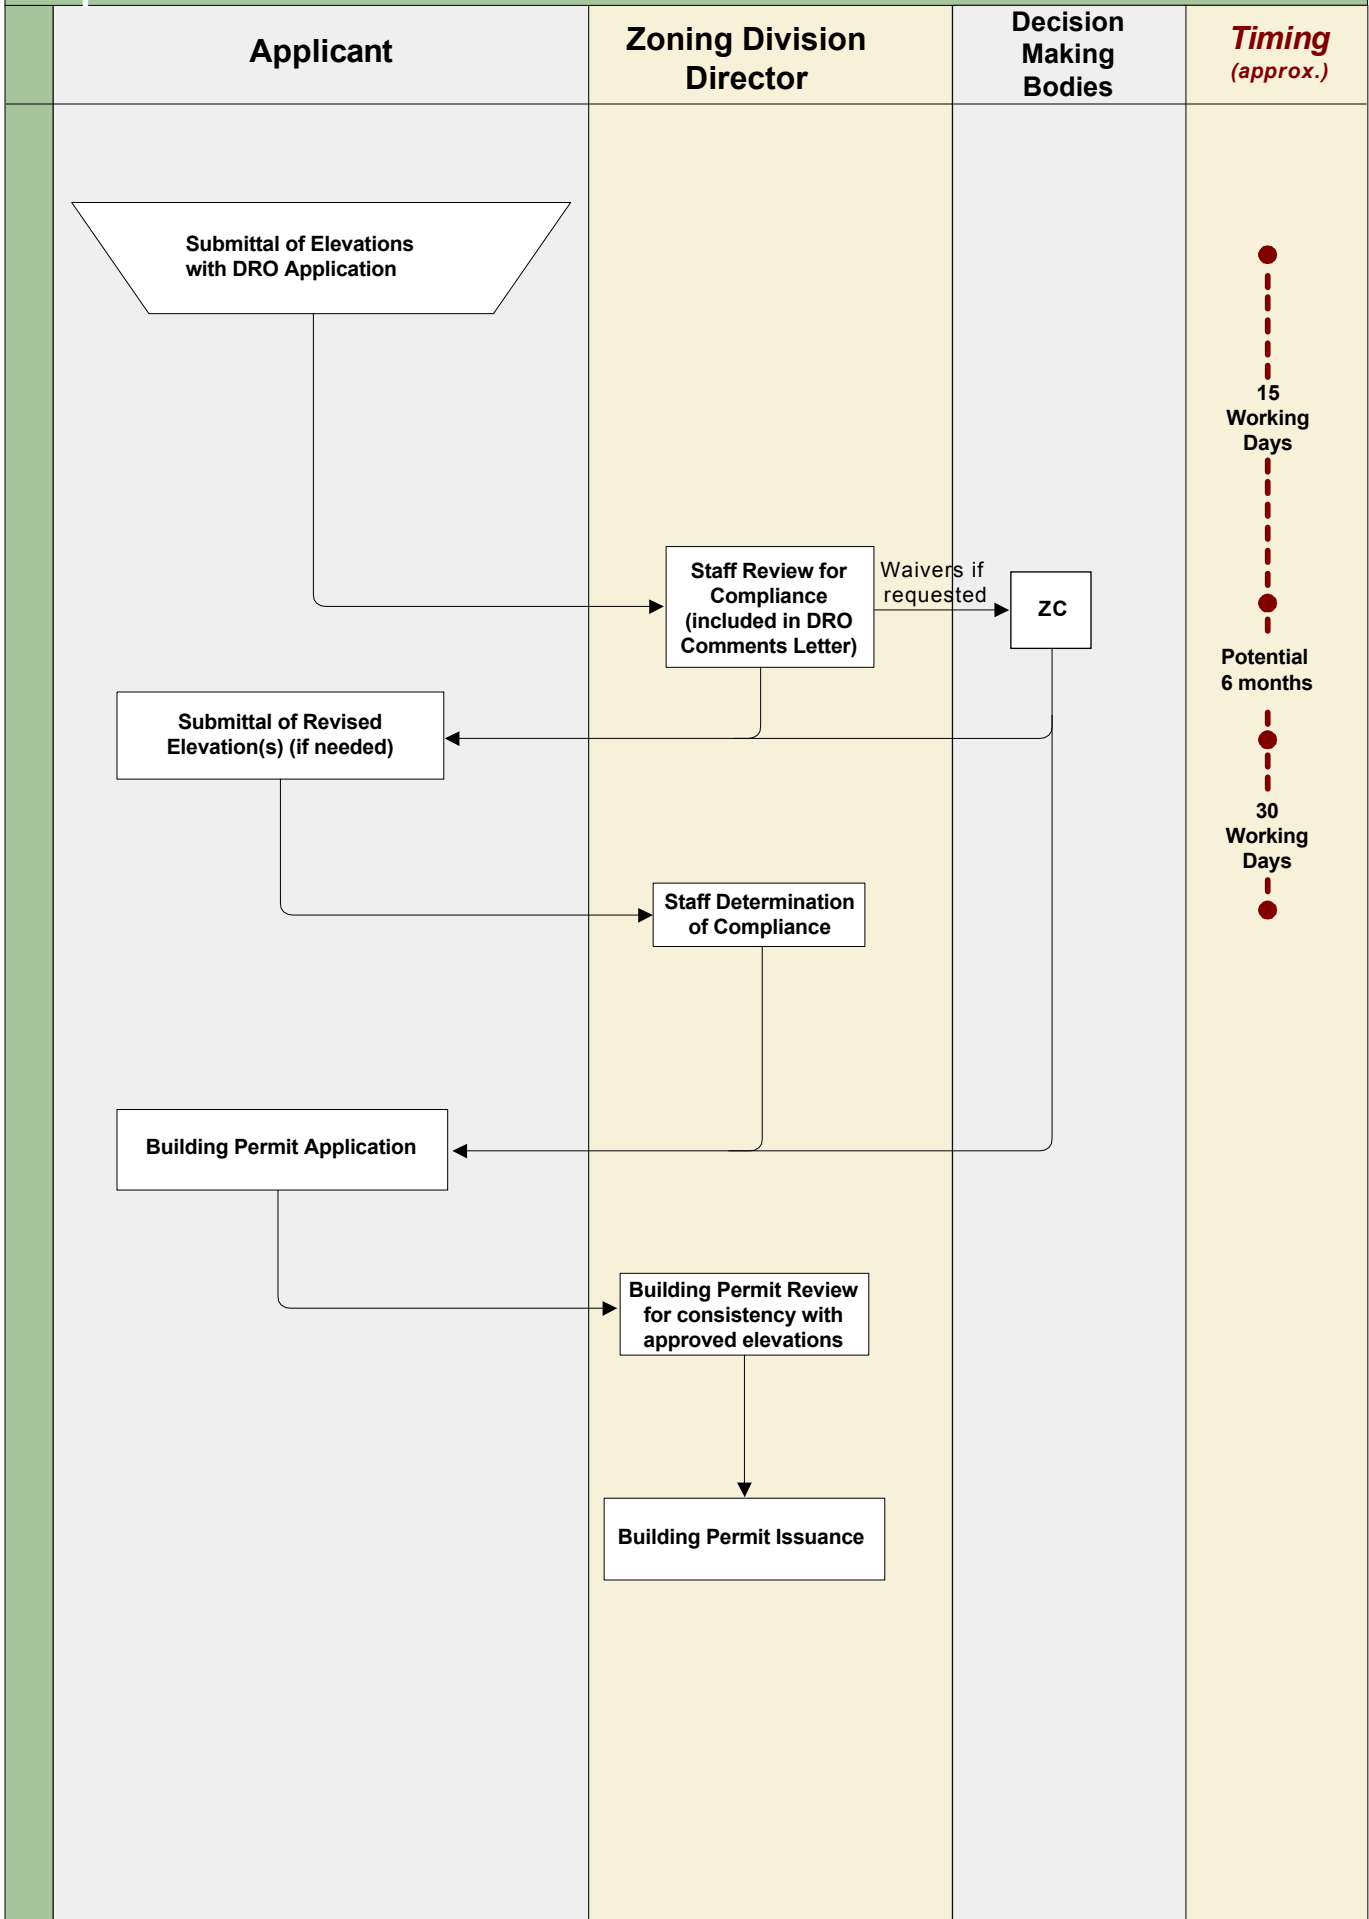 Applicant
Zoning Division
Director
Decision
Making
Bodies
Timing
(approx.)
Submittal of Elevations
with DRO Application
15
Working
Days
Staff Review for
Compliance
(included in DRO
Comments Letter)
Waivers if
requested
ZC
Potential
6 months
Submittal of Revised
Elevation(s) (if needed)
30
Working
Days
Staff Determination
of Compliance
Building Permit Application
Building Permit Review
for consistency with
approved elevations
Building Permit Issuance